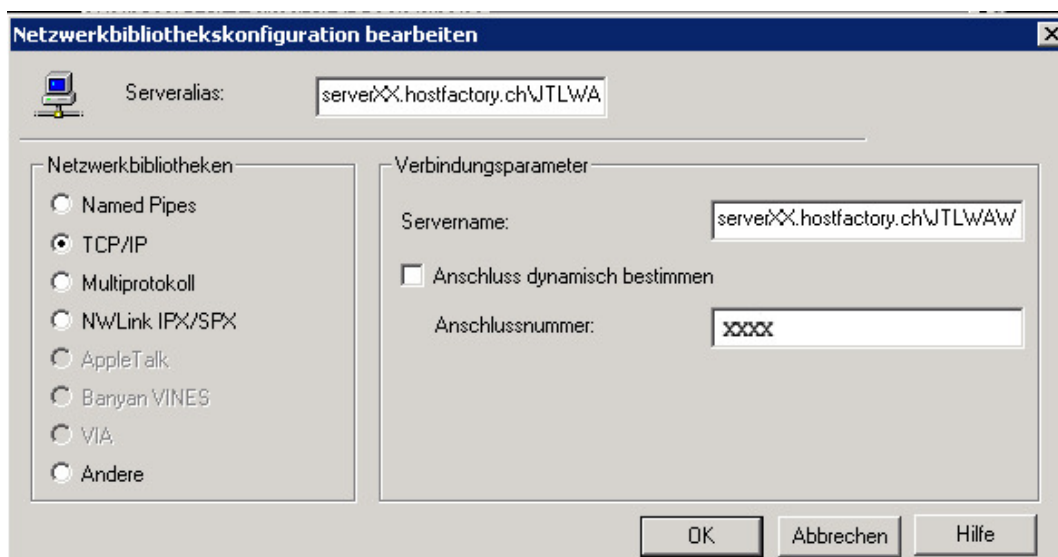 Netzwerkbibliothekskonfiguration bearbeiten
Serveralias:
serverXX.hostfactory.ch\JTLWA
Netzwerkbibliotheken
Named Pipes
TCP/IP
Multiprotokoll
NWLink IPX/SPX
AppleTalk
Banyan VINES
VIA
Andere
Verbindungsparameter
Servername:
serverXX.hostfactory.ch\JTLWAW
Anschluss dynamisch bestimmen
Anschlussnummer:
XXXX
OK
Abbrechen
Hilfe